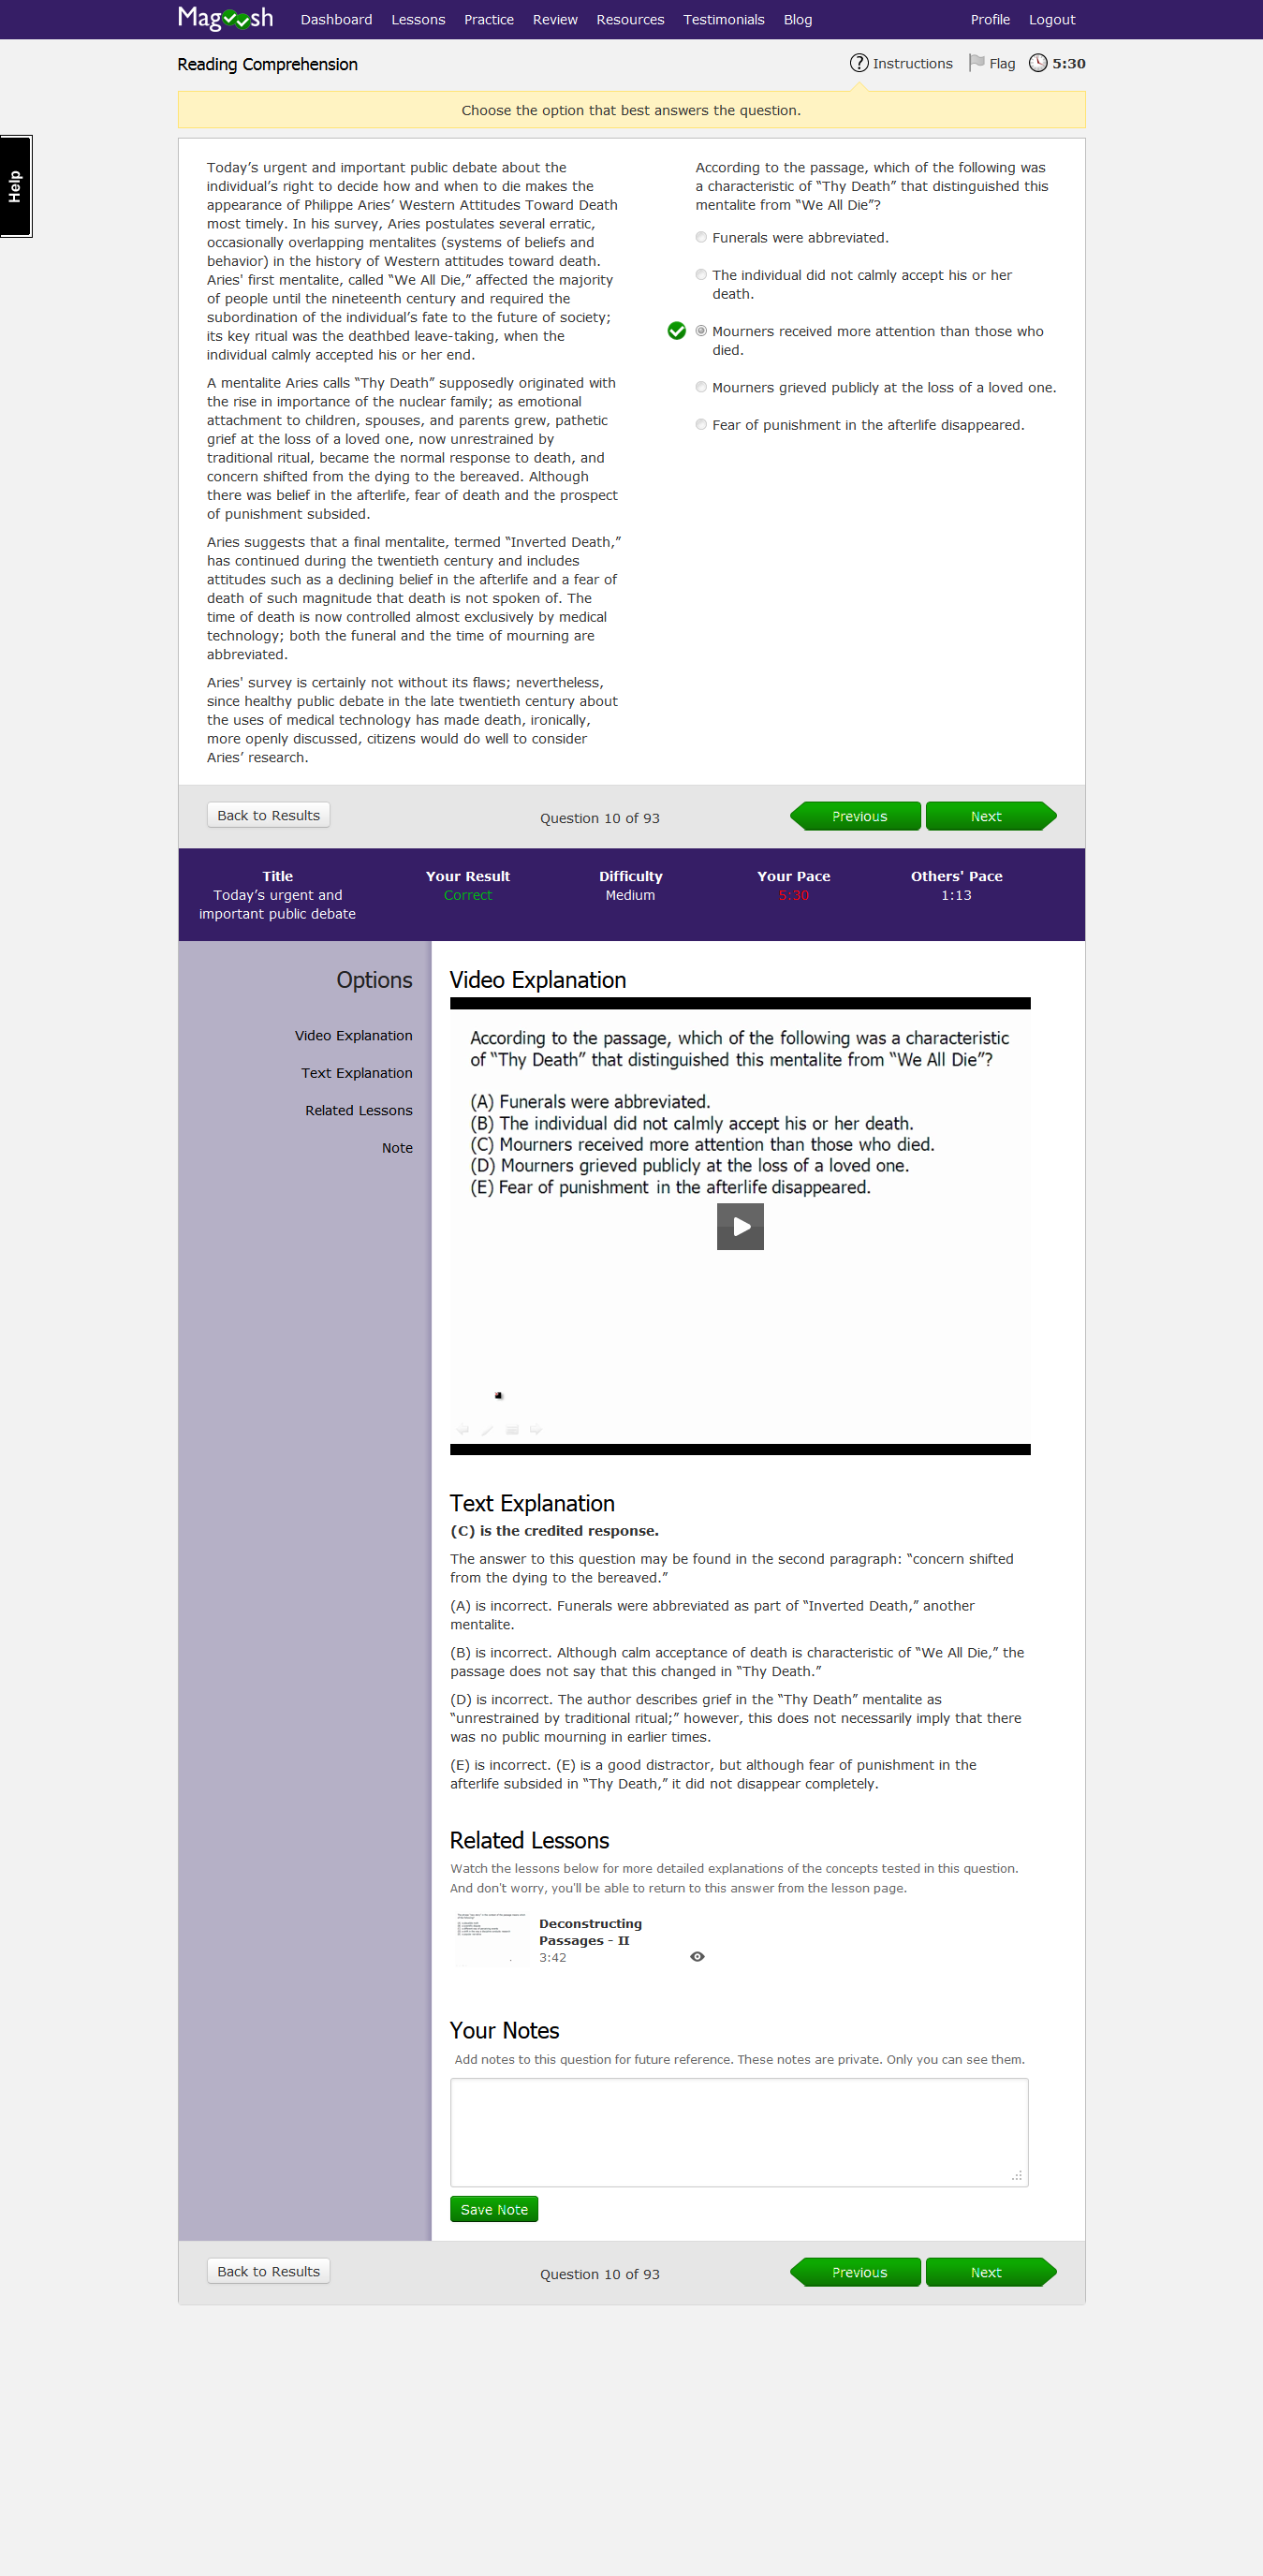 Magoosh Dashboard Lessons Practice Review Resources Testimonials Blog Profile Logout
Reading Comprehension
? Instructions Flag 5:30
Choose the option that best answers the question.
Help
Today’s urgent and important public debate about the
individual’s right to decide how and when to die makes the
appearance of Philippe Aries’ Western Attitudes Toward Death
most timely. In his survey, Aries postulates several erratic,
occasionally overlapping mentalites (systems of beliefs and
behavior) in the history of Western attitudes toward death.
Aries' first mentalite, called “We All Die,” affected the majority
of people until the nineteenth century and required the
subordination of the individual’s fate to the future of society;
its key ritual was the deathbed leave-taking, when the
individual calmly accepted his or her end.
A mentalite Aries calls “Thy Death” supposedly originated with
the rise in importance of the nuclear family; as emotional
attachment to children, spouses, and parents grew, pathetic
grief at the loss of a loved one, now unrestrained by
traditional ritual, became the normal response to death, and
concern shifted from the dying to the bereaved. Although
there was belief in the afterlife, fear of death and the prospect
of punishment subsided.
Aries suggests that a final mentalite, termed “Inverted Death,”
has continued during the twentieth century and includes
attitudes such as a declining belief in the afterlife and a fear of
death of such magnitude that death is not spoken of. The
time of death is now controlled almost exclusively by medical
technology; both the funeral and the time of mourning are
abbreviated.
Aries' survey is certainly not without its flaws; nevertheless,
since healthy public debate in the late twentieth century about
the uses of medical technology has made death, ironically,
more openly discussed, citizens would do well to consider
Aries’ research.
According to the passage, which of the following was
a characteristic of “Thy Death” that distinguished this
mentalite from “We All Die”?
Funerals were abbreviated.
The individual did not calmly accept his or her
death.
Mourners received more attention than those who
died.
Mourners grieved publicly at the loss of a loved one.
Fear of punishment in the afterlife disappeared.
Back to Results Question 10 of 93 Previous Next
Title Your Result Difficulty Your Pace Others' Pace
Today’s urgent and Correct Medium 5:30 1:13
important public debate
Options
Video Explanation
Text Explanation
Related Lessons
Note
Video Explanation
According to the passage, which of the following was a characteristic
of “Thy Death” that distinguished this mentalite from “We All Die”?
(A) Funerals were abbreviated.
(B) The individual did not calmly accept his or her death.
(C) Mourners received more attention than those who died.
(D) Mourners grieved publicly at the loss of a loved one.
(E) Fear of punishment in the afterlife disappeared.
Text Explanation
(C) is the credited response.
The answer to this question may be found in the second paragraph: “concern shifted
from the dying to the bereaved.”
(A) is incorrect. Funerals were abbreviated as part of “Inverted Death,” another
mentalite.
(B) is incorrect. Although calm acceptance of death is characteristic of “We All Die,” the
passage does not say that this changed in “Thy Death.”
(D) is incorrect. The author describes grief in the “Thy Death” mentalite as
“unrestrained by traditional ritual;” however, this does not necessarily imply that there
was no public mourning in earlier times.
(E) is incorrect. (E) is a good distractor, but although fear of punishment in the
afterlife subsided in “Thy Death,” it did not disappear completely.
Related Lessons
Watch the lessons below for more detailed explanations of the concepts tested in this question.
And don't worry, you'll be able to return to this answer from the lesson page.
Deconstructing
Passages - II
3:42
Your Notes
Add notes to this question for future reference. These notes are private. Only you can see them.
Save Note
Back to Results Question 10 of 93 Previous Next